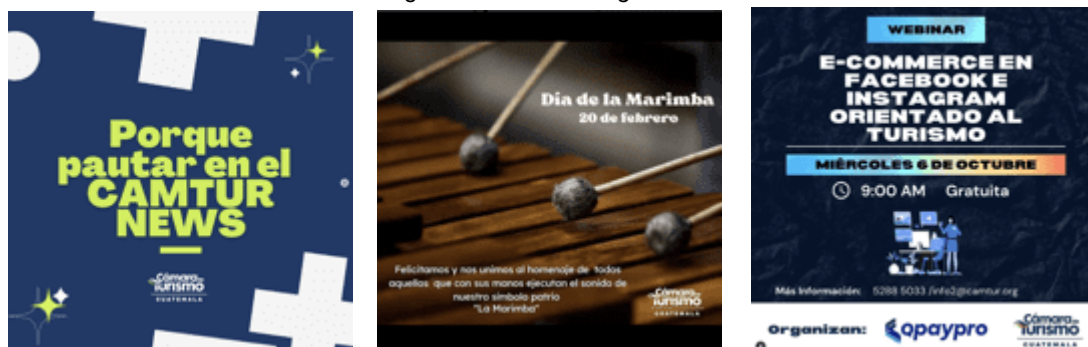 Porque
pautar en el
CAMTUR
NEWS
Cámara de
Turismo
GUATEMALA
Día de la Marimba
20 de febrero
Felicitamos y nos unimos al homenaje de todos
aquellos que con sus manos ejecutan el sonido de
nuestro símbolo patrio
"La Marimba"
Cámara de
Turismo
GUATEMALA
WEBINAR
E-COMMERCE EN
FACEBOOK E
INSTAGRAM
ORIENTADO AL
TURISMO
MIÉRCOLES 6 DE OCTUBRE
9:00 AM Gratuita
Más Información: 5288 5033 /info2@camtur.org
Organizan: qpaypro
Cámara de
Turismo
GUATEMALA